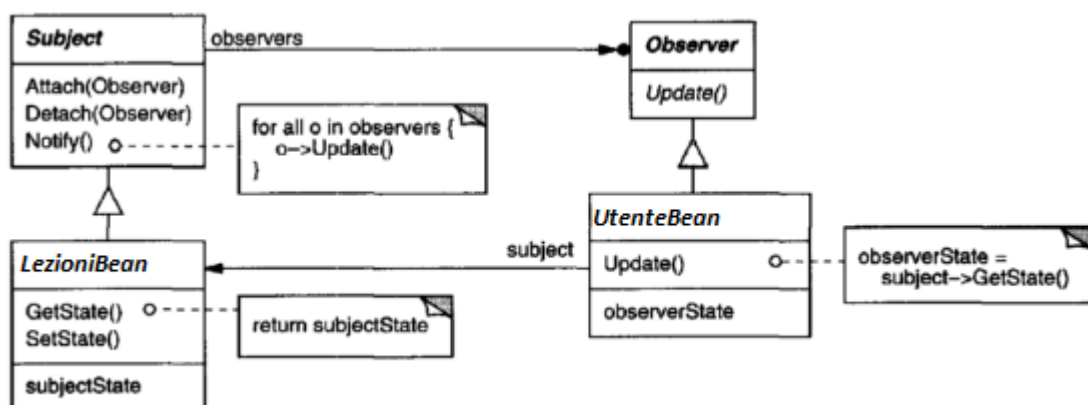 Subject
observers
Observer
Attach(Observer)
Detach(Observer)
Notify()
Update()
for all o in observers {
o->Update()
}
UtenteBean
LezioniBean
subject
Update()
observerState =
subject->GetState()
GetState()
SetState()
return subjectState
observerState
subjectState